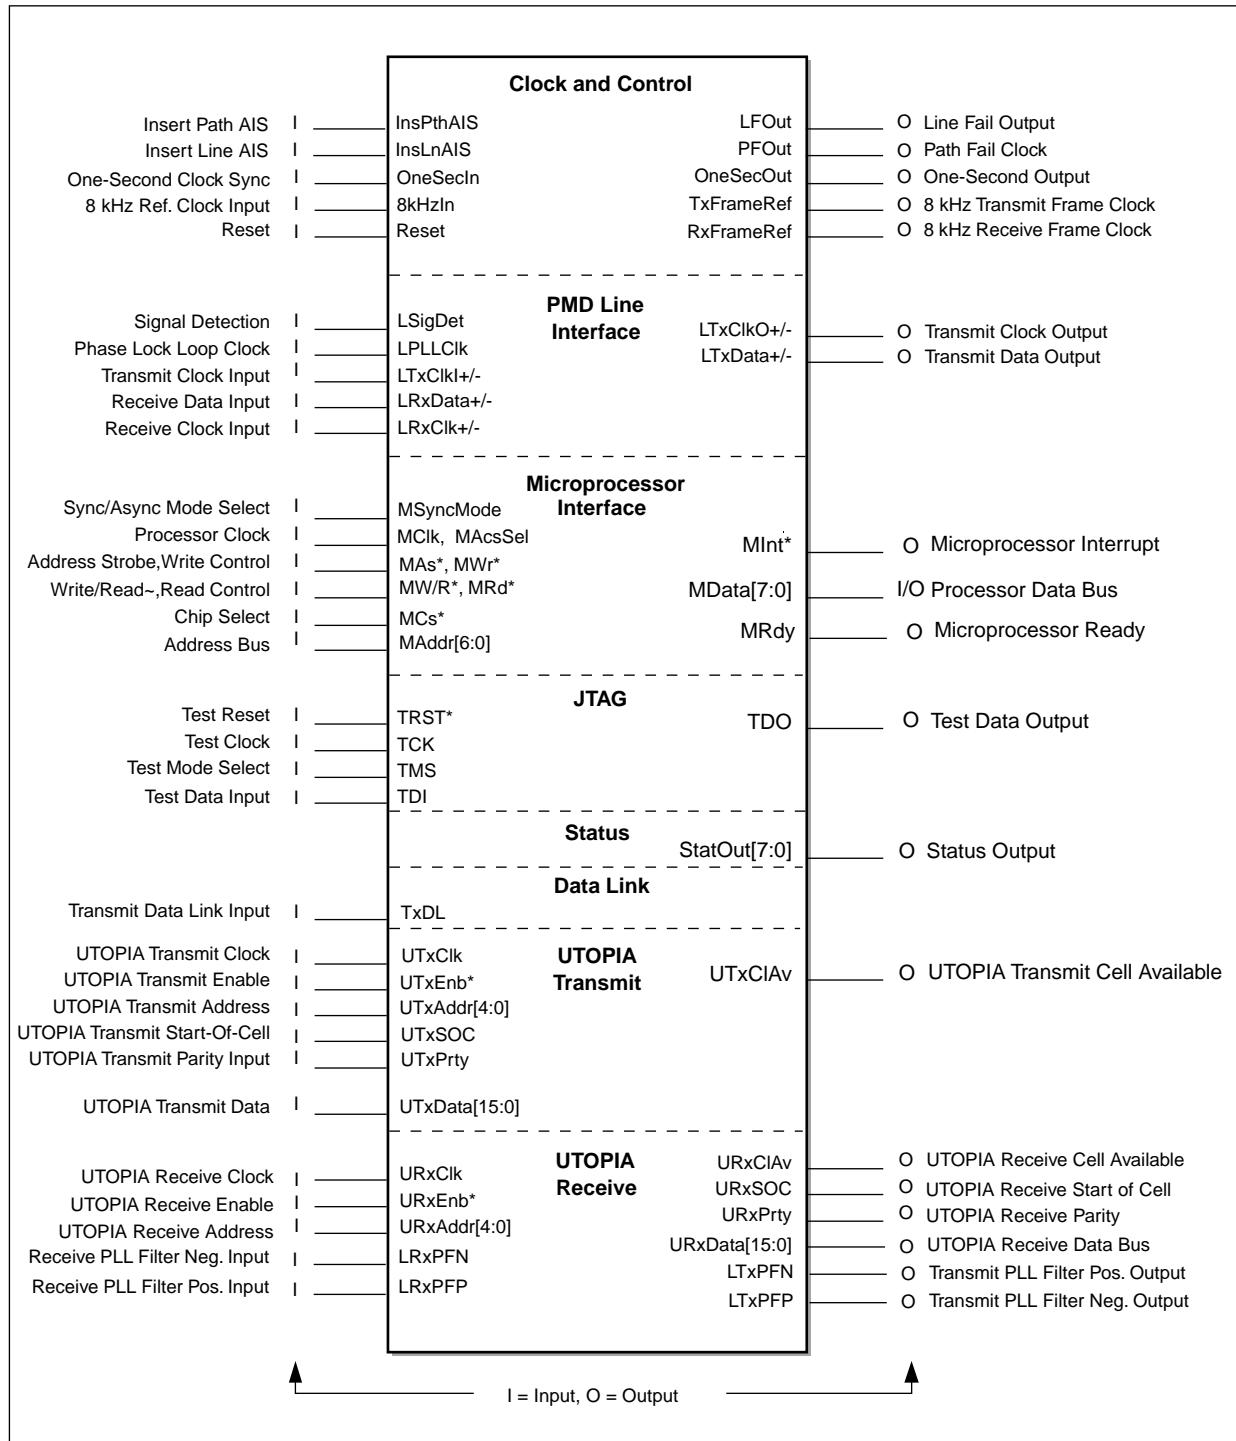 Clock and Control
Insert Path AIS I InsPthAIS LFOut O Line Fail Output
Insert Line AIS I InsLnAIS PFOut O Path Fail Clock
One-Second Clock Sync I OneSecIn OneSecOut O One-Second Output
8 kHz Ref. Clock Input I 8kHzIn TxFrameRef O 8 kHz Transmit Frame Clock
Reset I Reset RxFrameRef O 8 kHz Receive Frame Clock
PMD Line
Interface
Signal Detection I LSigDet LTxClkO+/- O Transmit Clock Output
Phase Lock Loop Clock I LPLLClk LTxData+/- O Transmit Data Output
Transmit Clock Input I LTxClkI+/-
Receive Data Input I LRxData+/-
Receive Clock Input I LRxClk+/-
Microprocessor
Interface
Sync/Async Mode Select I MSyncMode
Processor Clock I MClk, MAcsSel MInt* O Microprocessor Interrupt
Address Strobe,Write Control I MAs*, MWr*
Write/Read~,Read Control I MW/R*, MRd* MData[7:0] I/O Processor Data Bus
Chip Select I MCs* MRdy O Microprocessor Ready
Address Bus I MAddr[6:0]
JTAG
Test Reset I TRST* TDO O Test Data Output
Test Clock I TCK
Test Mode Select I TMS
Test Data Input I TDI
Status
StatOut[7:0] O Status Output
Data Link
Transmit Data Link Input I TxDL
UTOPIA
Transmit
UTOPIA Transmit Clock I UTxClk UTxClAv O UTOPIA Transmit Cell Available
UTOPIA Transmit Enable I UTxEnb*
UTOPIA Transmit Address I UTxAddr[4:0]
UTOPIA Transmit Start-Of-Cell I UTxSOC
UTOPIA Transmit Parity Input I UTxPrty
UTOPIA Transmit Data I UTxData[15:0]
UTOPIA
Receive
UTOPIA Receive Clock I URxClk URxClAv O UTOPIA Receive Cell Available
UTOPIA Receive Enable I URxEnb* URxSOC O UTOPIA Receive Start of Cell
UTOPIA Receive Address I URxAddr[4:0] URxPrty O UTOPIA Receive Parity
Receive PLL Filter Neg. Input I LRxPFN URxData[15:0] O UTOPIA Receive Data Bus
Receive PLL Filter Pos. Input I LRxPFP LTxPFN O Transmit PLL Filter Pos. Output
LTxPFP O Transmit PLL Filter Neg. Output
I = Input, O = Output